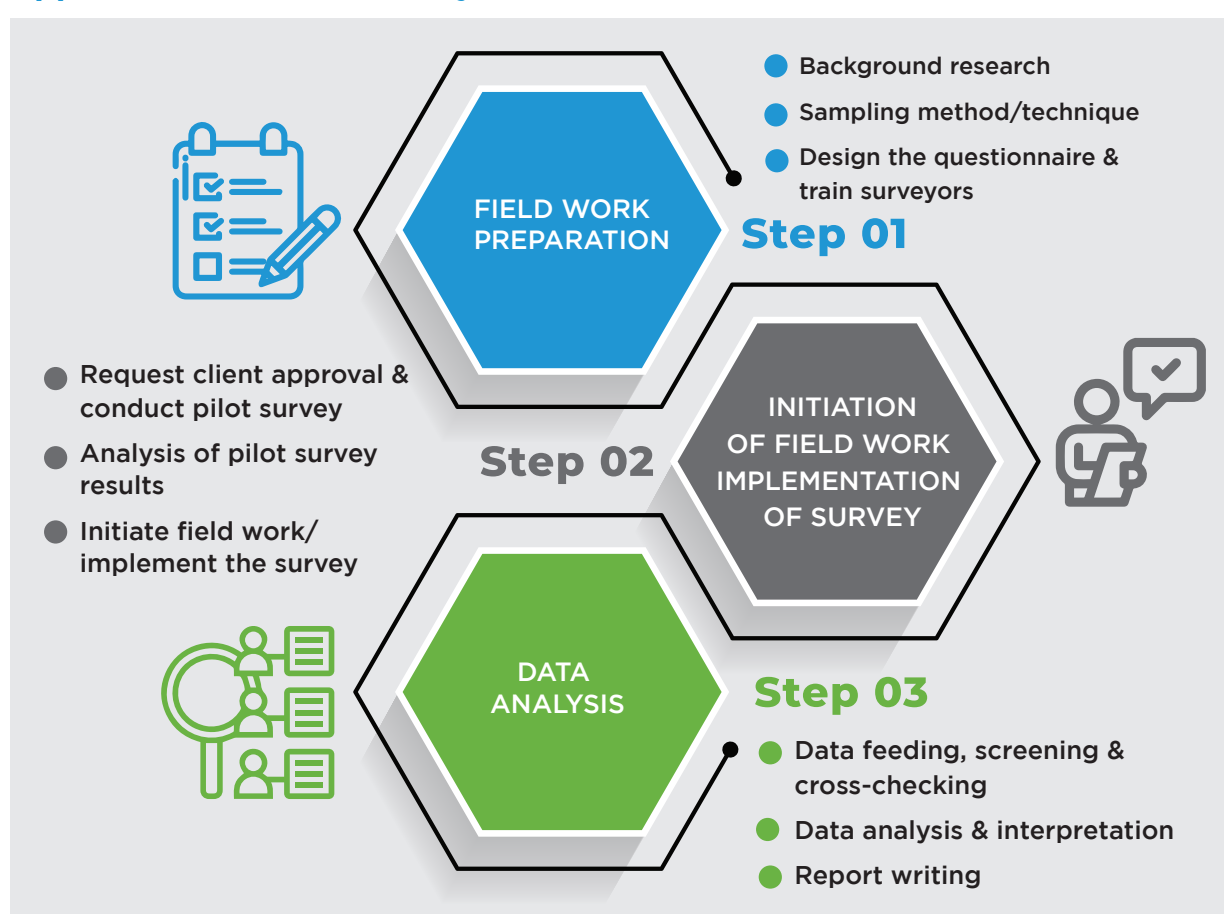 Background research
Sampling method/technique
Design the questionnaire &
train surveyors
FIELD WORK
PREPARATION
Step 01
Request client approval &
conduct pilot survey
Analysis of pilot survey
results
Initiate field work/
implement the survey
Step 02
INITIATION
OF FIELD WORK
IMPLEMENTATION
OF SURVEY
DATA
ANALYSIS
Step 03
Data feeding, screening &
cross-checking
Data analysis & interpretation
Report writing